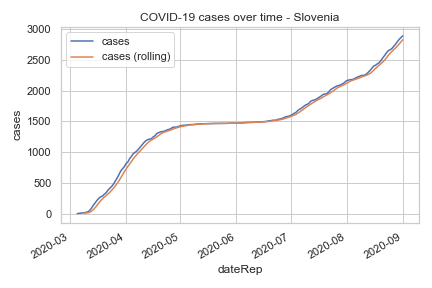 COVID-19 cases over time - Slovenia
cases
cases (rolling)
3000
2500
2000
1500
1000
500
0
cases
2020-03
2020-04
2020-05
2020-06
2020-07
2020-08
2020-09
dateRep